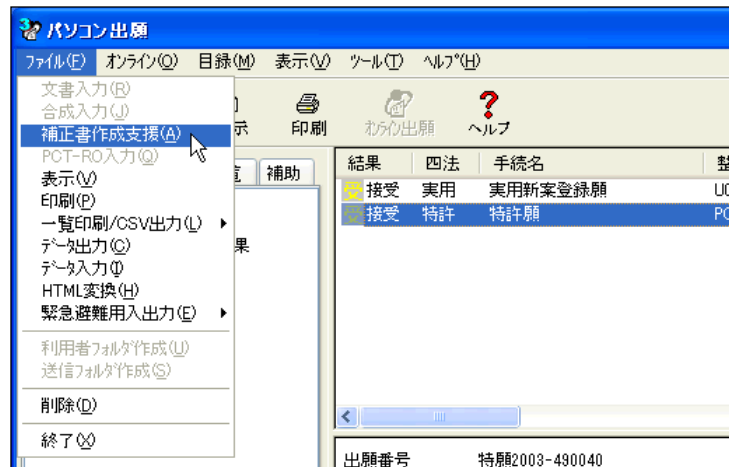 パソコン出願
ファイル(F) オンライン(O) 目録(M) 表示(V) ツール(T) ヘルプ(H)
文書入力(R)
合成入力(J)
補正書作成支援(A)
PCT-RO入力(Q)
表示(V)
印刷(P)
一覧印刷/CSV出力(L)
データ出力(C)
データ入力(I)
HTML変換(H)
緊急避難用入出力(E)
利用者フォルダ作成(U)
送信フォルダ作成(S)
削除(D)
終了(X)
示 印刷 オンライン出願 ヘルプ
補助
果
結果 四法 手続名 整
受 接受 実用 実用新案登録願 UC
受 接受 特許 特許願 PC
出願番号 特願2003-490040